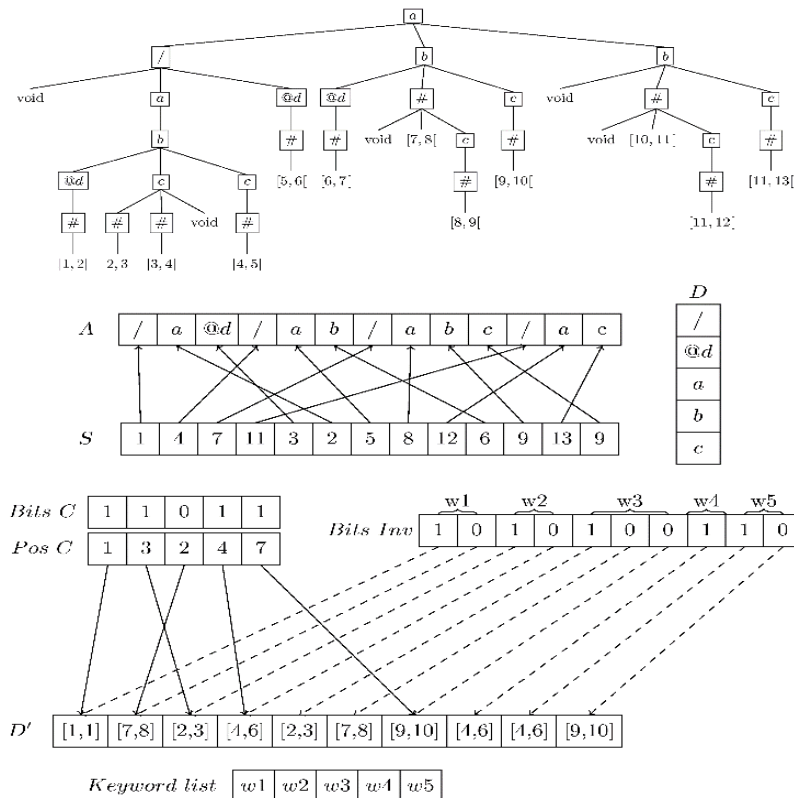 a
/ b b
void a @d @d # c void # c
b # # void [7, 8[ c # void [10, 11[ c #
@d c c [5, 6[ [6, 7[ # [9, 10[ # [11, 13[
# # # void # [8, 9[ [11, 12[
[1, 2[ 2, 3 [3, 4[ [4, 5[
D
A / a @d / a b / a b c / a c
/
@d
a
b
c
S 1 4 7 11 3 2 5 8 12 6 9 13 9
w1 w2 w3 w4 w5
Bits C 1 1 0 1 1
Bits Inv 1 0 1 0 1 0 0 1 1 0
Pos C 1 3 2 4 7
D′ [1,1] [7,8] [2,3] [4,6] [2,3] [7,8] [9,10] [4,6] [4,6] [9,10]
Keyword list w1 w2 w3 w4 w5